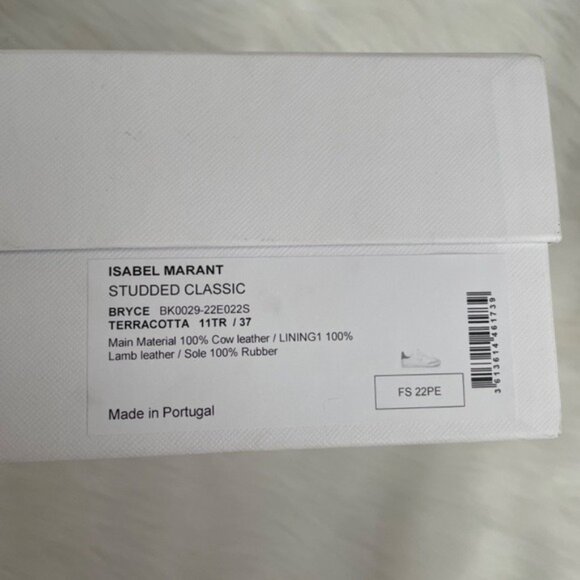 ISABEL MARANT
STUDDED CLASSIC
BRYCE BK0029-22E022S
TERRACOTTA 11TR / 37
Main Material 100% Cow leather / LINING1 100%
Lamb leather / Sole 100% Rubber
FS 22PE
Made in Portugal
3613614461739